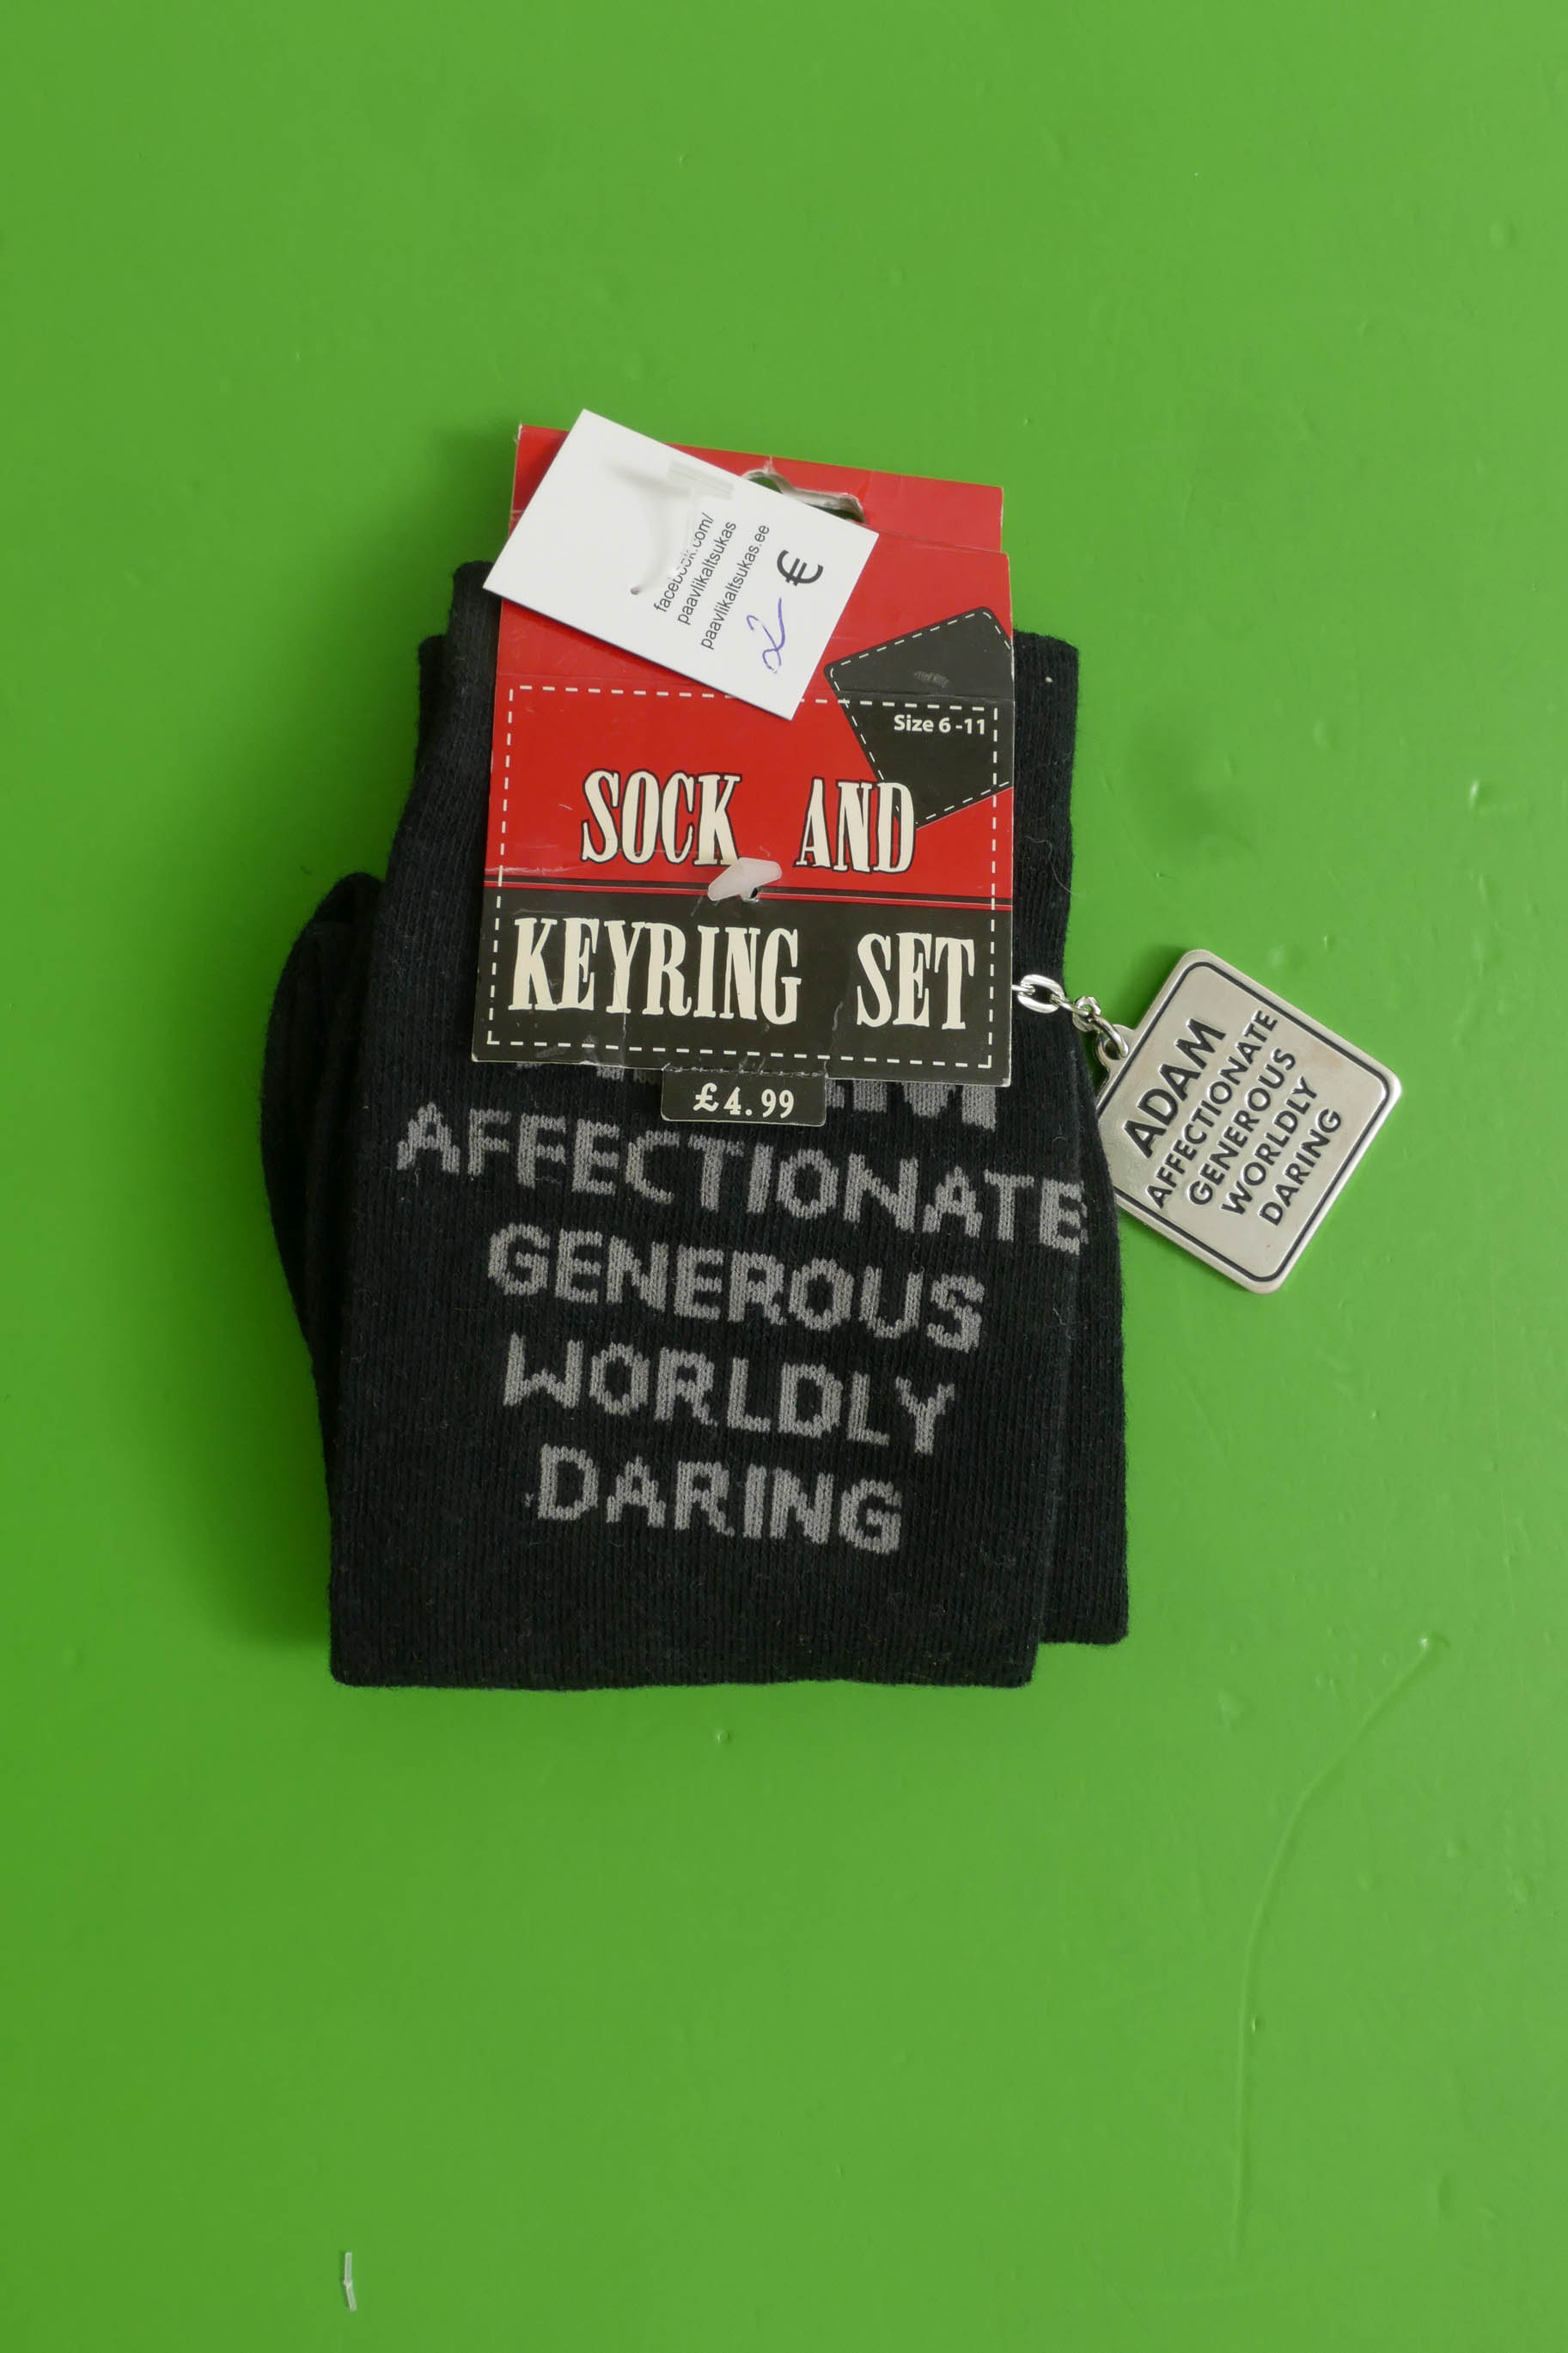 facebook.com/
paavlikaltsukas
paavlikaltsukas.ee
2 €
Size 6 -11
SOCK AND
KEYRING SET
£4.99
AFFECTIONATE
GENEROUS
WORLDLY
DARING
ADAM
AFFECTIONATE
GENEROUS
WORLDLY
DARING